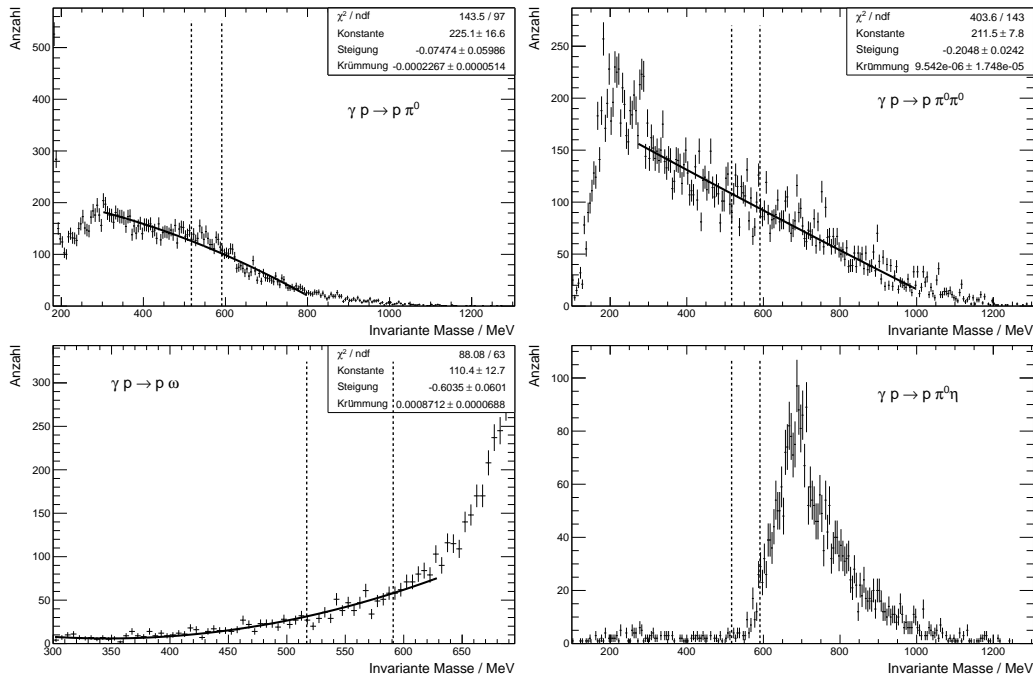 Anzahl
500
400
300
200
100
0
200
400
600
800
1000
1200
Invariante Masse / MeV
χ² / ndf 143.5 / 97
Konstante 225.1 ± 16.6
Steigung -0.07474 ± 0.05986
Krümmung -0.0002267 ± 0.0000514
γ p → p π⁰
Anzahl
250
200
150
100
50
0
200
400
600
800
1000
1200
Invariante Masse / MeV
χ² / ndf 403.6 / 143
Konstante 211.5 ± 7.8
Steigung -0.2048 ± 0.0242
Krümmung 9.542e-06 ± 1.748e-05
γ p → p π⁰π⁰
Anzahl
300
250
200
150
100
50
0
300
350
400
450
500
550
600
650
Invariante Masse / MeV
χ² / ndf 88.08 / 63
Konstante 110.4 ± 12.7
Steigung -0.6035 ± 0.0601
Krümmung 0.0008712 ± 0.0000688
γ p → p ω
Anzahl
100
80
60
40
20
0
200
400
600
800
1000
1200
Invariante Masse / MeV
γ p → p π⁰η